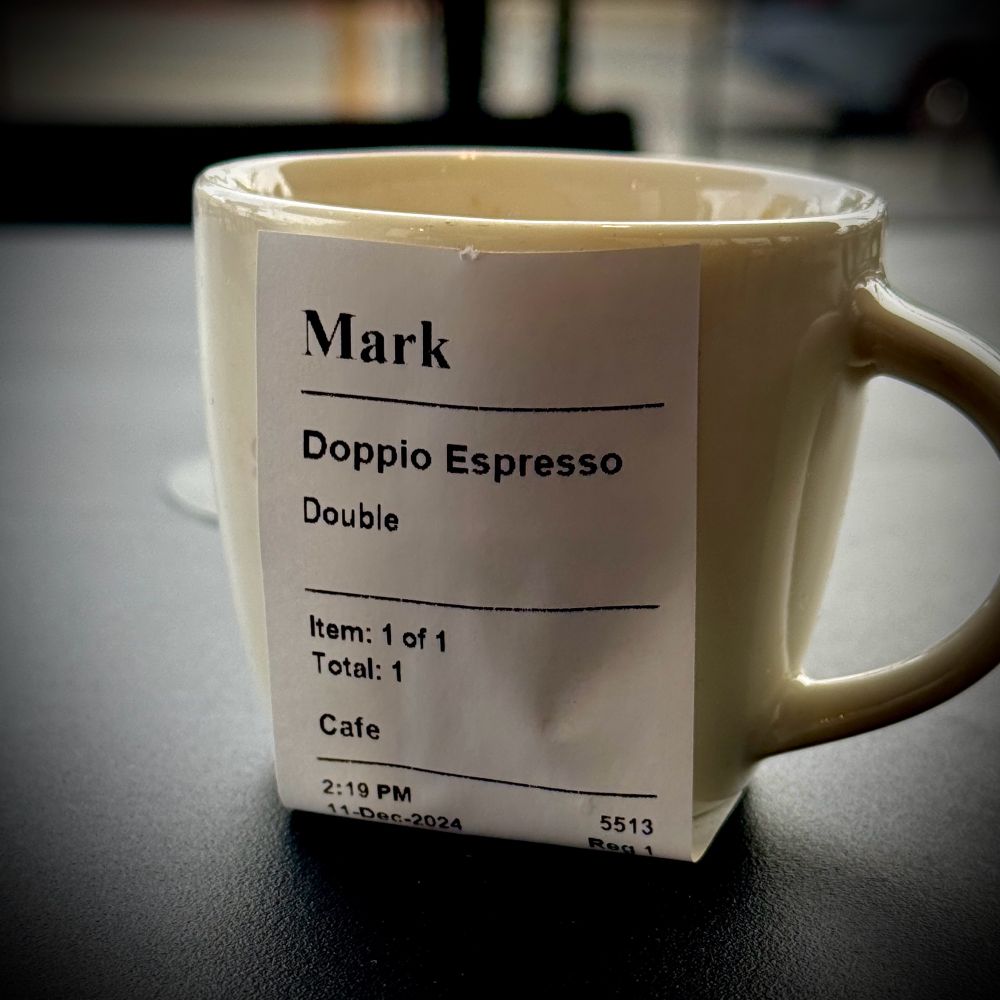 Mark
Doppio Espresso
Double
Item: 1 of 1
Total: 1
Cafe
2:19 PM
11-Dec-2024 5513
Reg 1